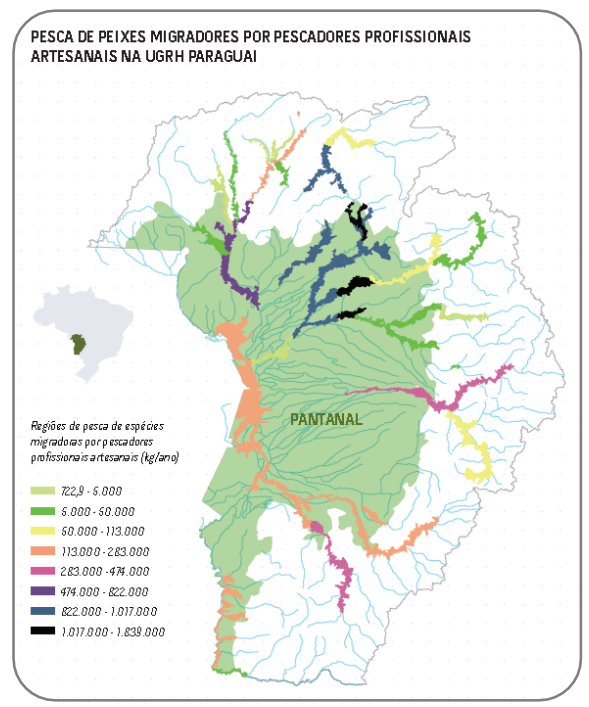 PESCA DE PEIXES MIGRADORES POR PESCADORES PROFISSIONAIS
ARTESANAIS NA UGRH PARAGUAI
PANTANAL
Regiões de pesca de espécies
migradoras por pescadores
profissionais artesanais (kg/ano)
722,9 - 6.000
6.000 - 60.000
60.000 - 113.000
113.000 - 283.000
283.000 - 474.000
474.000 - 822.000
822.000 - 1.017.000
1.017.000 - 1.839.000